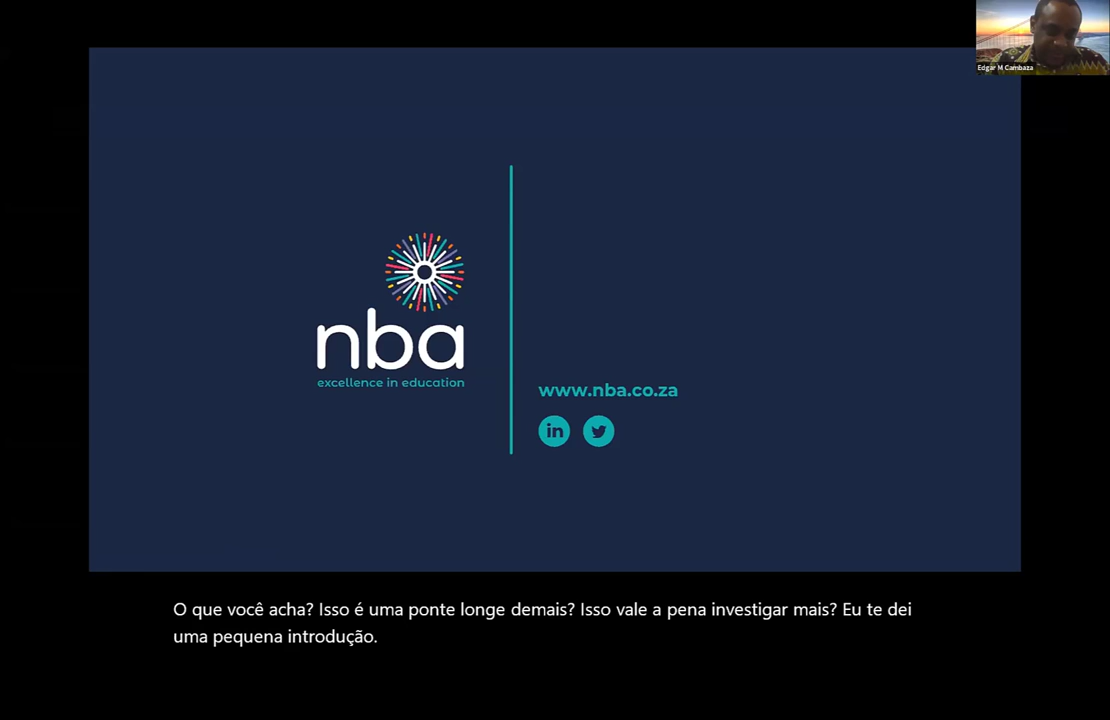 Edgar M Cambaza
nba
excellence in education
www.nba.co.za
in
O que você acha? Isso é uma ponte longe demais? Isso vale a pena investigar mais? Eu te dei
uma pequena introdução.